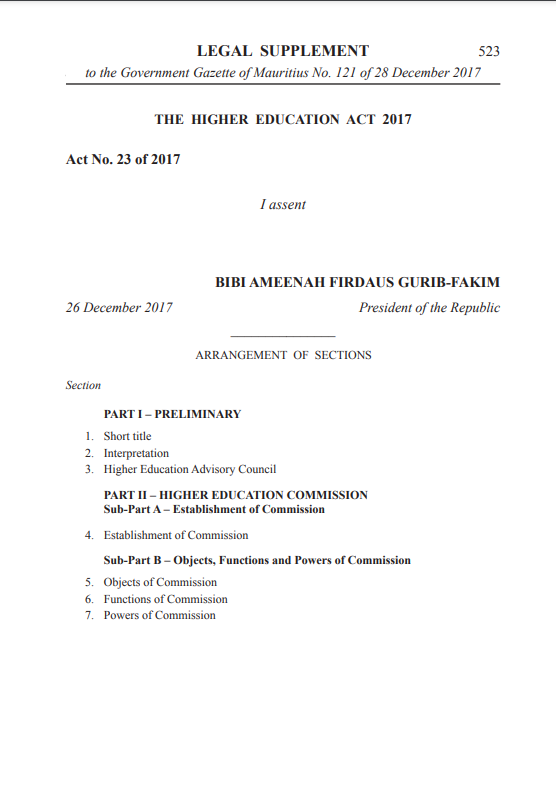 LEGAL SUPPLEMENT 523
to the Government Gazette of Mauritius No. 121 of 28 December 2017
THE HIGHER EDUCATION ACT 2017
Act No. 23 of 2017
I assent
BIBI AMEENAH FIRDAUS GURIB-FAKIM
26 December 2017 President of the Republic
ARRANGEMENT OF SECTIONS
Section
PART I – PRELIMINARY
1. Short title
2. Interpretation
3. Higher Education Advisory Council
PART II – HIGHER EDUCATION COMMISSION
Sub-Part A – Establishment of Commission
4. Establishment of Commission
Sub-Part B – Objects, Functions and Powers of Commission
5. Objects of Commission
6. Functions of Commission
7. Powers of Commission